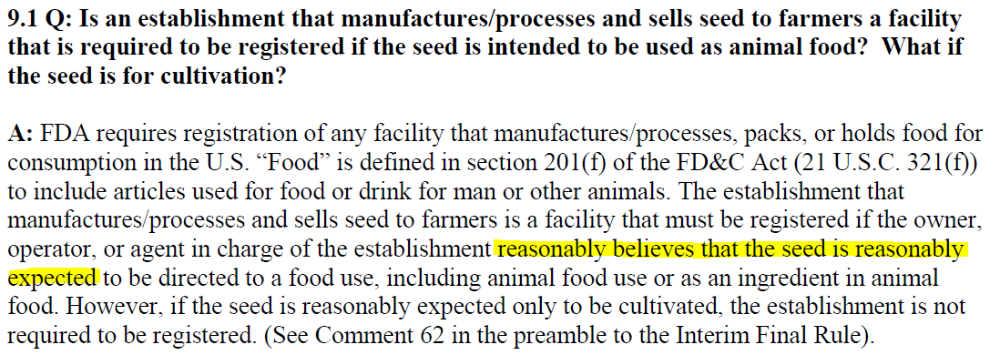 9.1 Q: Is an establishment that manufactures/processes and sells seed to farmers a facility
that is required to be registered if the seed is intended to be used as animal food?  What if
the seed is for cultivation?
A: FDA requires registration of any facility that manufactures/processes, packs, or holds food for
consumption in the U.S. “Food” is defined in section 201(f) of the FD&C Act (21 U.S.C. 321(f))
to include articles used for food or drink for man or other animals. The establishment that
manufactures/processes and sells seed to farmers is a facility that must be registered if the owner,
operator, or agent in charge of the establishment reasonably believes that the seed is reasonably
expected to be directed to a food use, including animal food use or as an ingredient in animal
food. However, if the seed is reasonably expected only to be cultivated, the establishment is not
required to be registered. (See Comment 62 in the preamble to the Interim Final Rule).